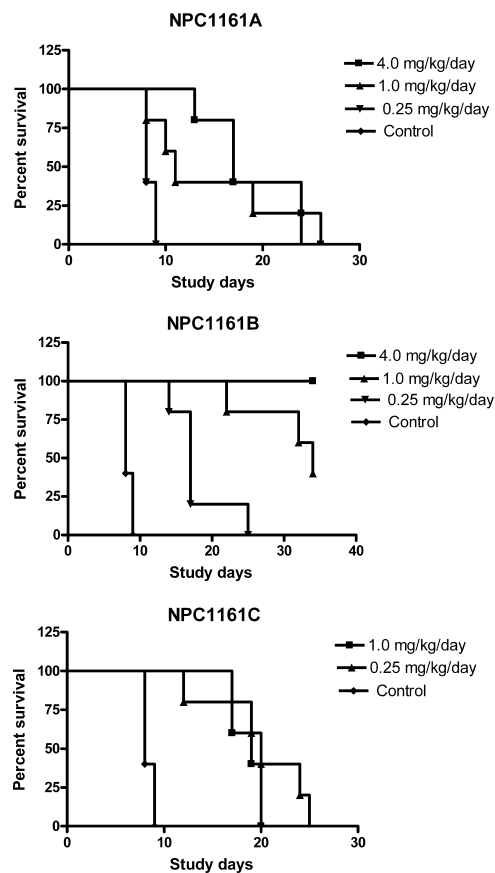 NPC1161A
125
100
75
50
25
0
Percent survival
0 10 20 30
Study days
4.0 mg/kg/day
1.0 mg/kg/day
0.25 mg/kg/day
Control
NPC1161B
125
100
75
50
25
0
Percent survival
0 10 20 30 40
Study days
4.0 mg/kg/day
1.0 mg/kg/day
0.25 mg/kg/day
Control
NPC1161C
125
100
75
50
25
0
Percent survival
0 10 20 30
Study days
1.0 mg/kg/day
0.25 mg/kg/day
Control